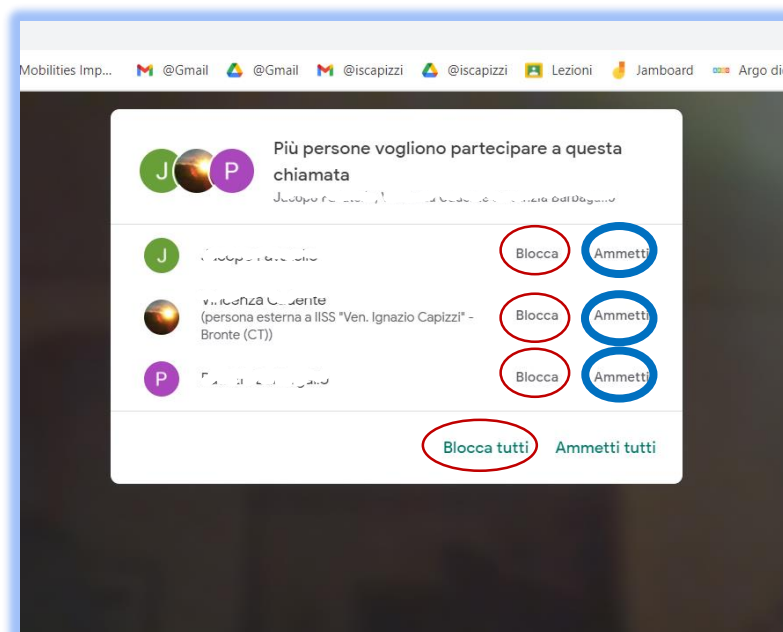 Mobilities Imp... @Gmail @Gmail @iscapizzi @iscapizzi Lezioni Jamboard Argo di
Più persone vogliono partecipare a questa
chiamata
J P
J Blocca Ammetti
(persona esterna a IISS "Ven. Ignazio Capizzi" - Blocca Ammetti
Bronte (CT))
P Blocca Ammetti
Blocca tutti Ammetti tutti